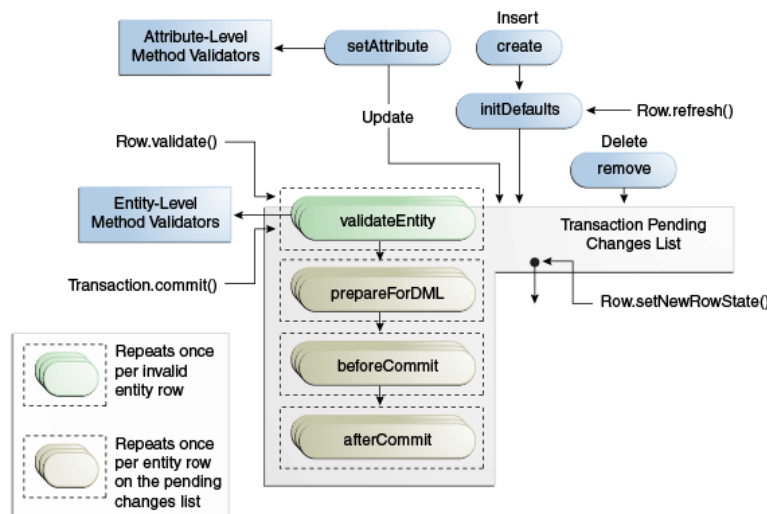 Insert
Attribute-Level
Method Validators
setAttribute
create
Update
initDefaults
Row.refresh()
Row.validate()
Delete
remove
Entity-Level
Method Validators
validateEntity
Transaction Pending
Changes List
Transaction.commit()
prepareForDML
Row.setNewRowState()
Repeats once
per invalid
entity row
beforeCommit
Repeats once
per entity row
on the pending
changes list
afterCommit